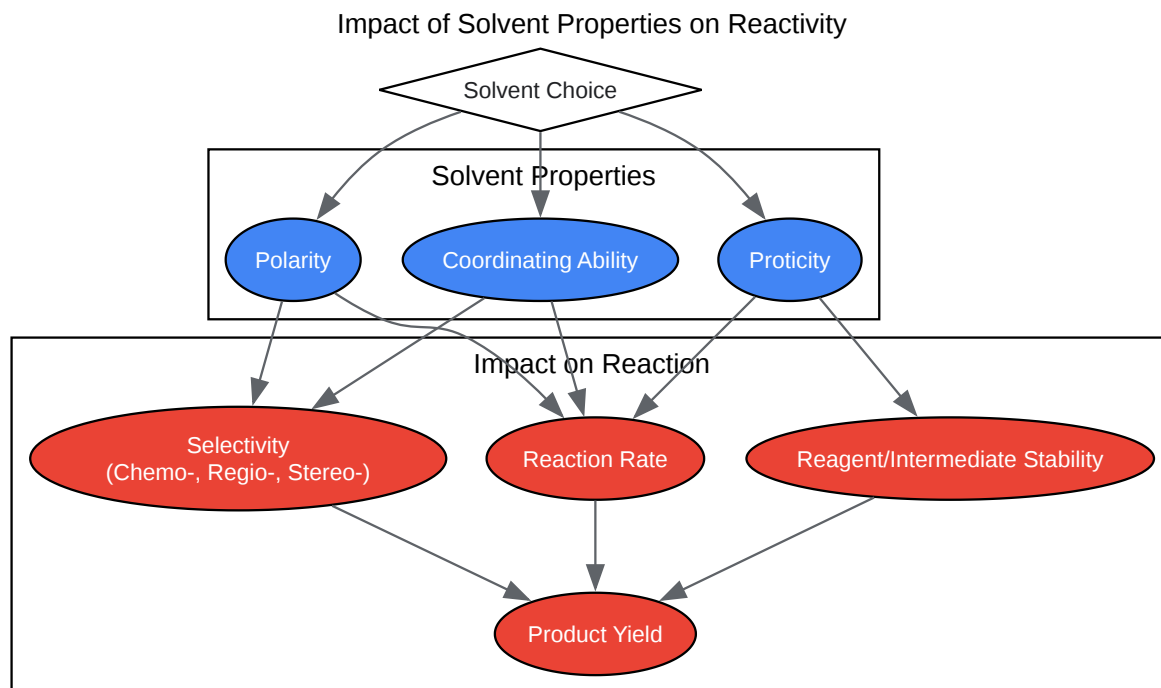 Impact of Solvent Properties on Reactivity
Solvent Choice
Solvent Properties
Polarity
Coordinating Ability
Proticity
Impact on Reaction
Selectivity
(Chemo-, Regio-, Stereo-)
Reaction Rate
Reagent/Intermediate Stability
Product Yield